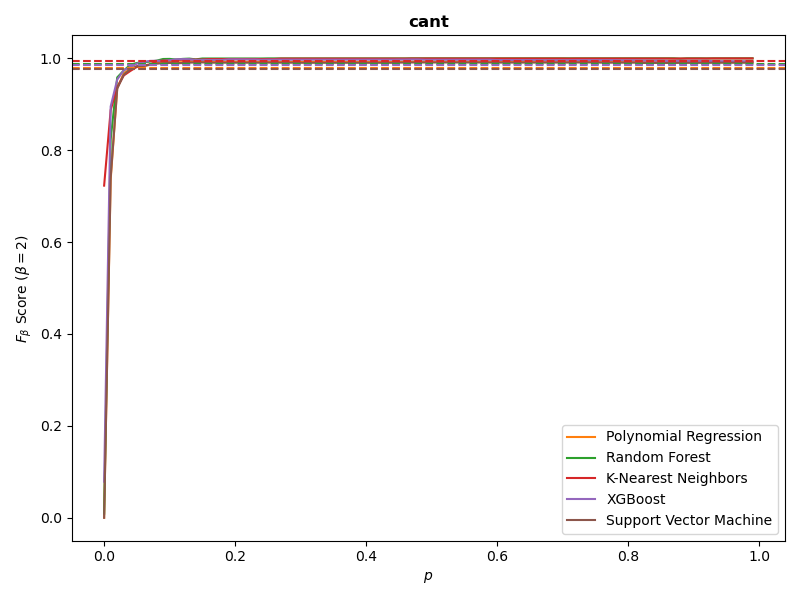 cant
1.0
0.8
0.6
0.4
0.2
0.0
F_β Score (β = 2)
0.0 0.2 0.4 0.6 0.8 1.0
p
Polynomial Regression
Random Forest
K-Nearest Neighbors
XGBoost
Support Vector Machine